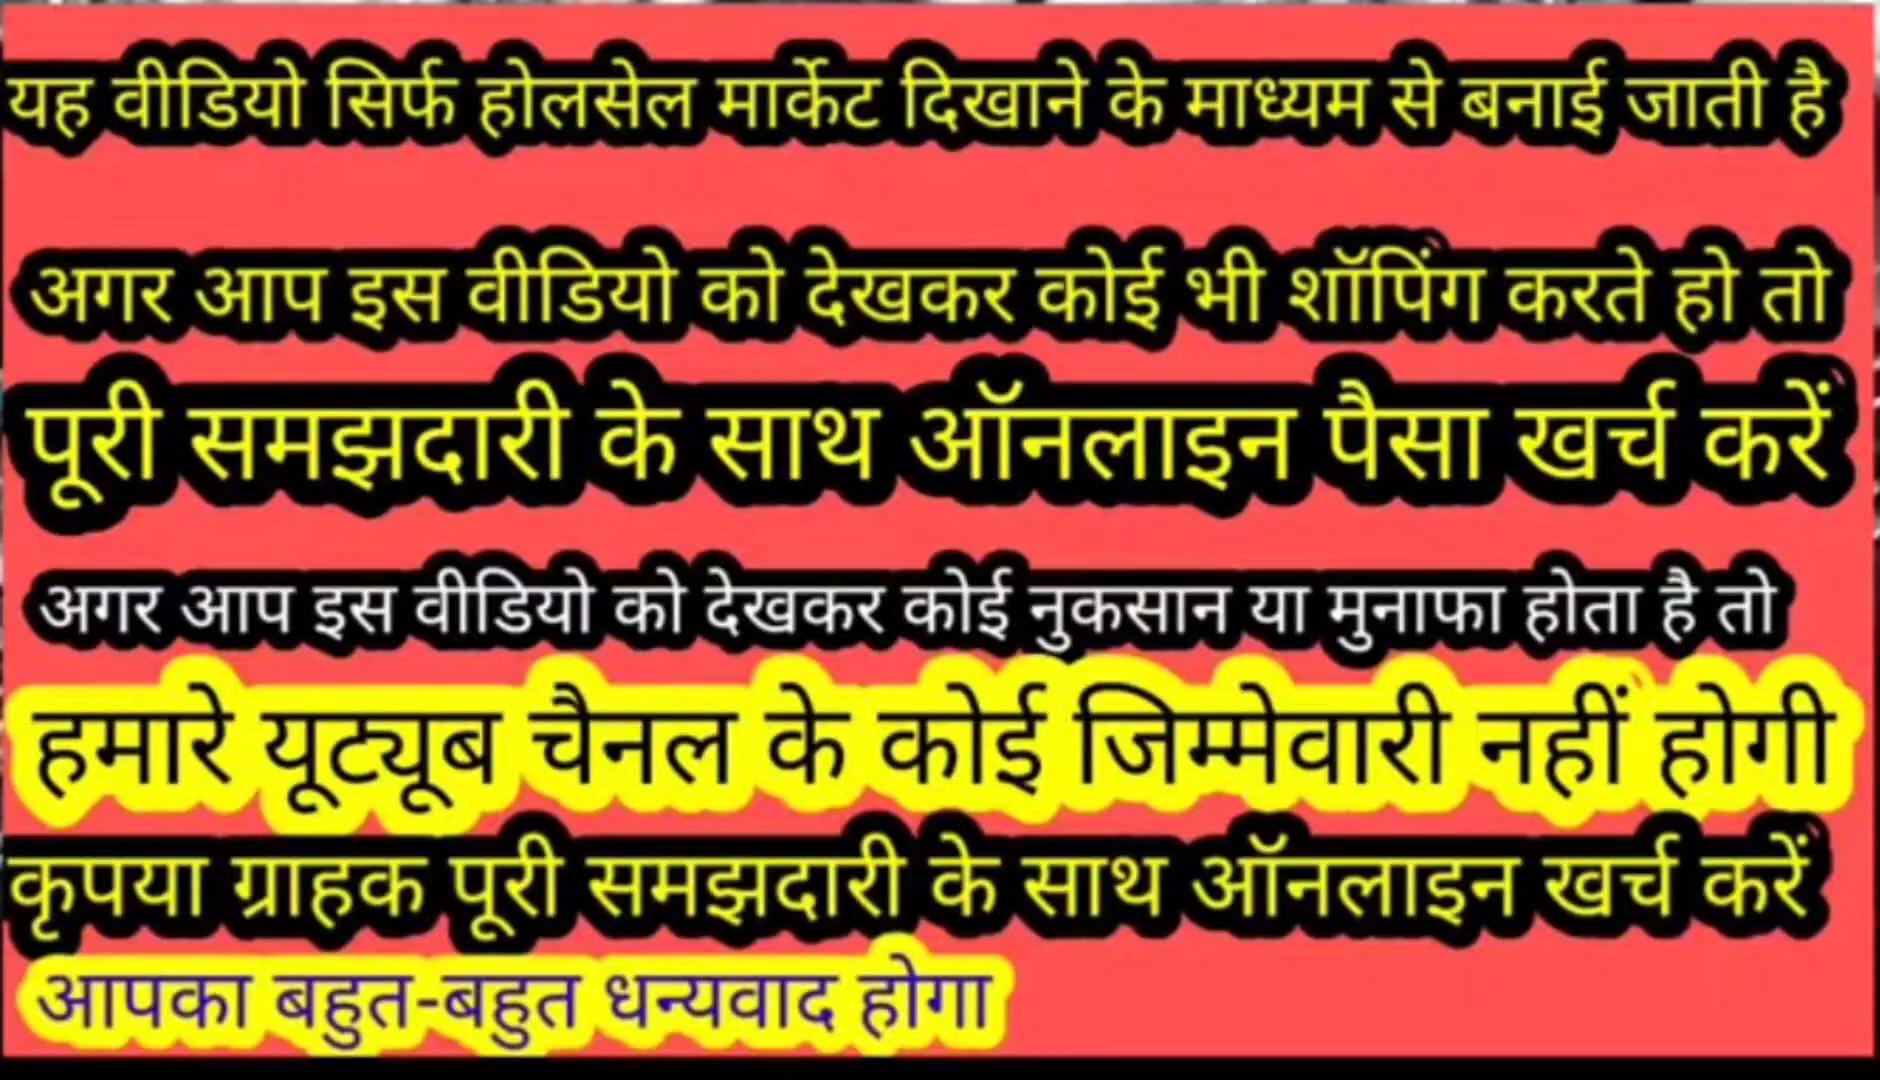 यह वीडियो सिर्फ होलसेल मार्केट दिखाने के माध्यम से बनाई जाती है
अगर आप इस वीडियो को देखकर कोई भी शॉपिंग करते हो तो
पूरी समझदारी के साथ ऑनलाइन पैसा खर्च करें
अगर आप इस वीडियो को देखकर कोई नुकसान या मुनाफा होता है तो
हमारे यूट्यूब चैनल के कोई जिम्मेवारी नहीं होगी
कृपया ग्राहक पूरी समझदारी के साथ ऑनलाइन खर्च करें
आपका बहुत-बहुत धन्यवाद होगा